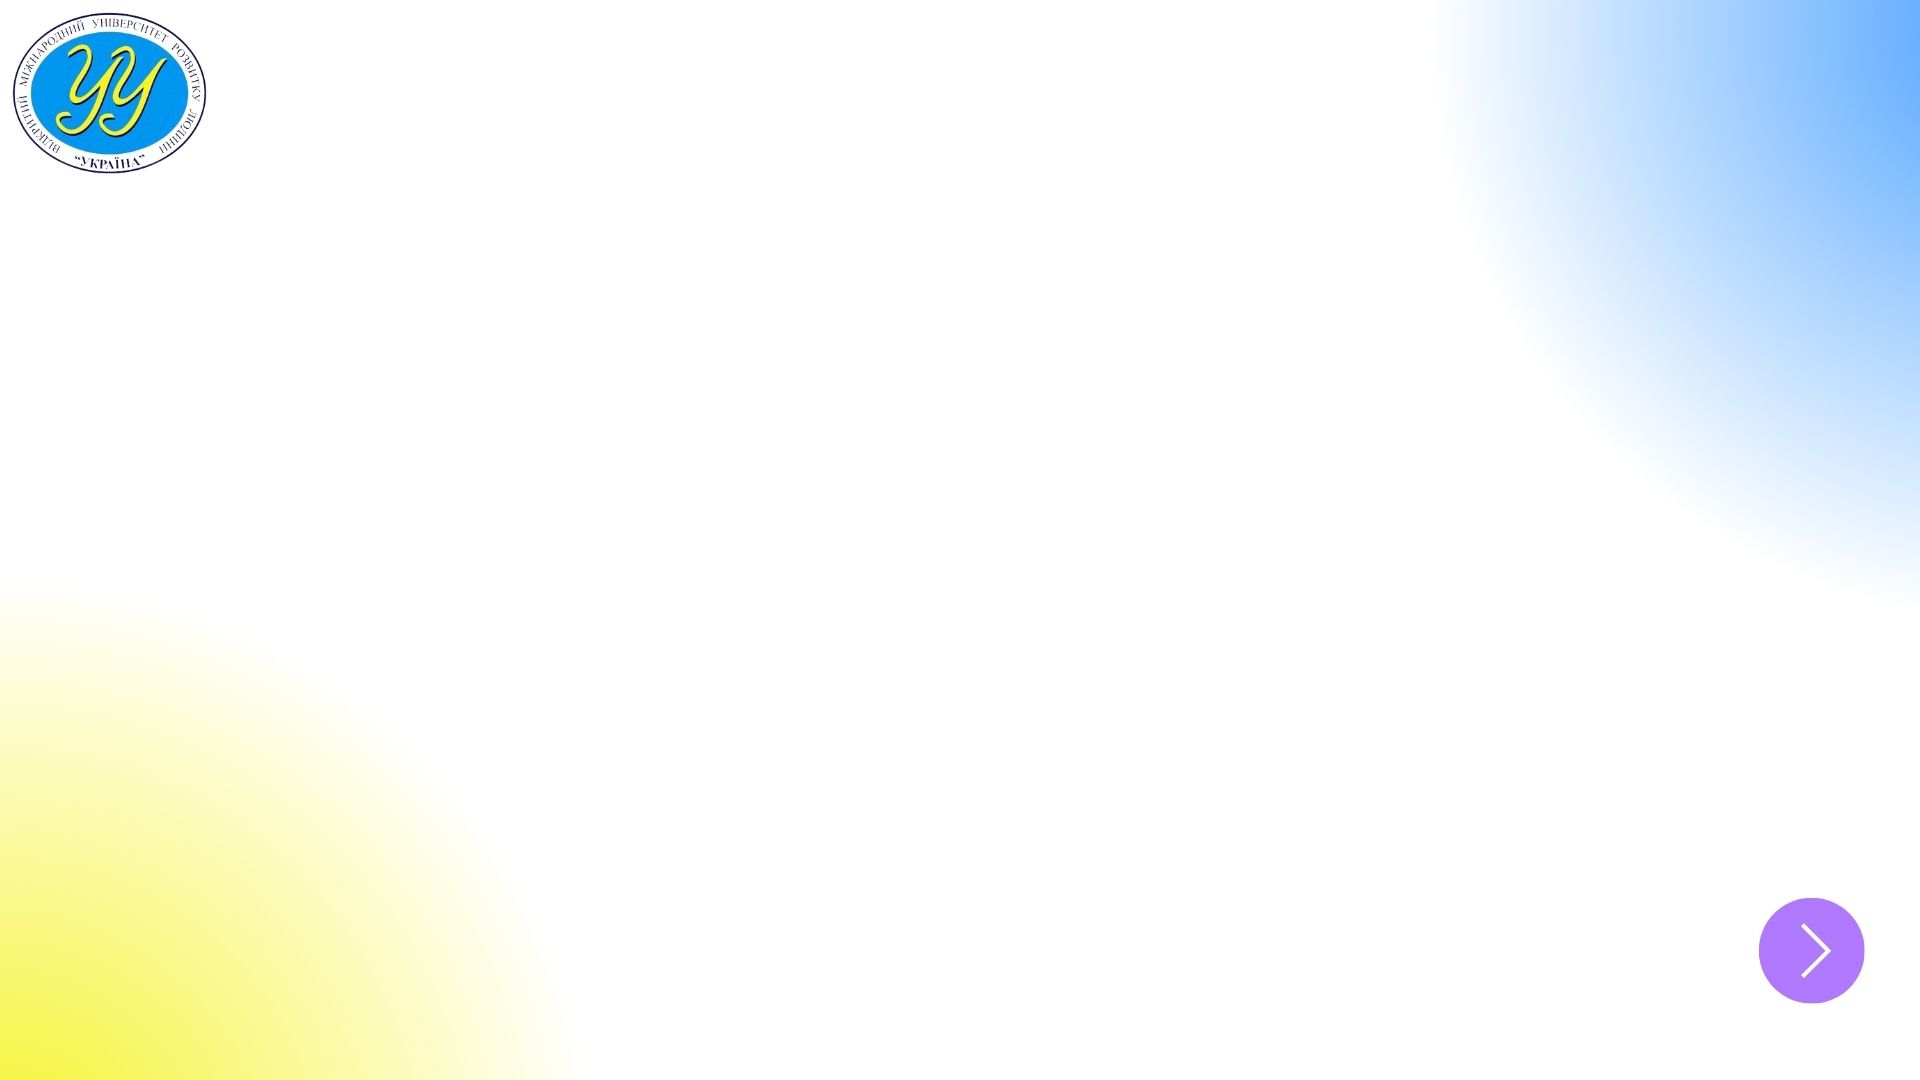 ВІДКРИТИЙ МІЖНАРОДНИЙ УНІВЕРСИТЕТ РОЗВИТКУ ЛЮДИНИ
“УКРАЇНА”
УУ